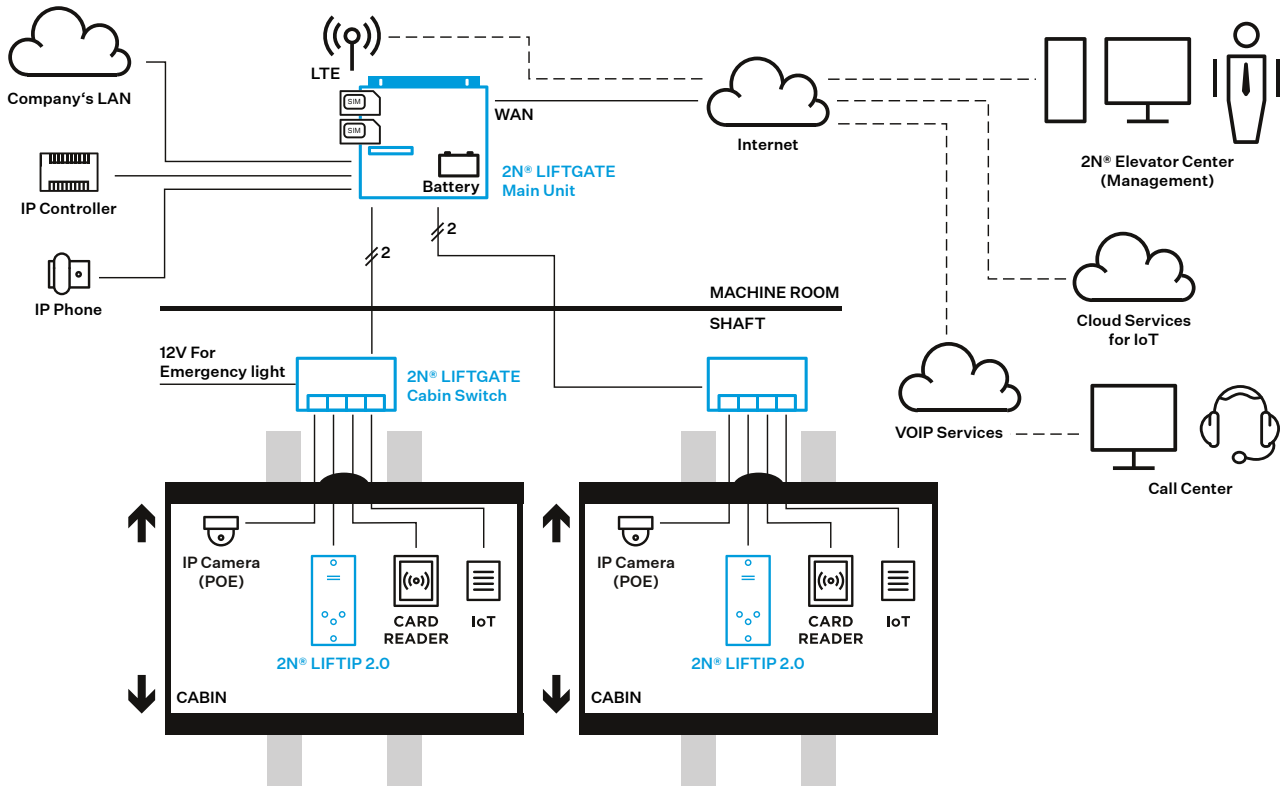 LTE
SIM
SIM
Company's LAN
WAN
Internet
2N® LIFTGATE
Main Unit
Battery
2N® Elevator Center
(Management)
IP Controller
2
2
IP Phone
MACHINE ROOM
SHAFT
Cloud Services
for IoT
12V For
Emergency light
2N® LIFTGATE
Cabin Switch
VOIP Services
Call Center
IP Camera
(POE)
CARD
READER
IoT
2N® LIFTIP 2.0
CABIN
IP Camera
(POE)
CARD
READER
IoT
2N® LIFTIP 2.0
CABIN